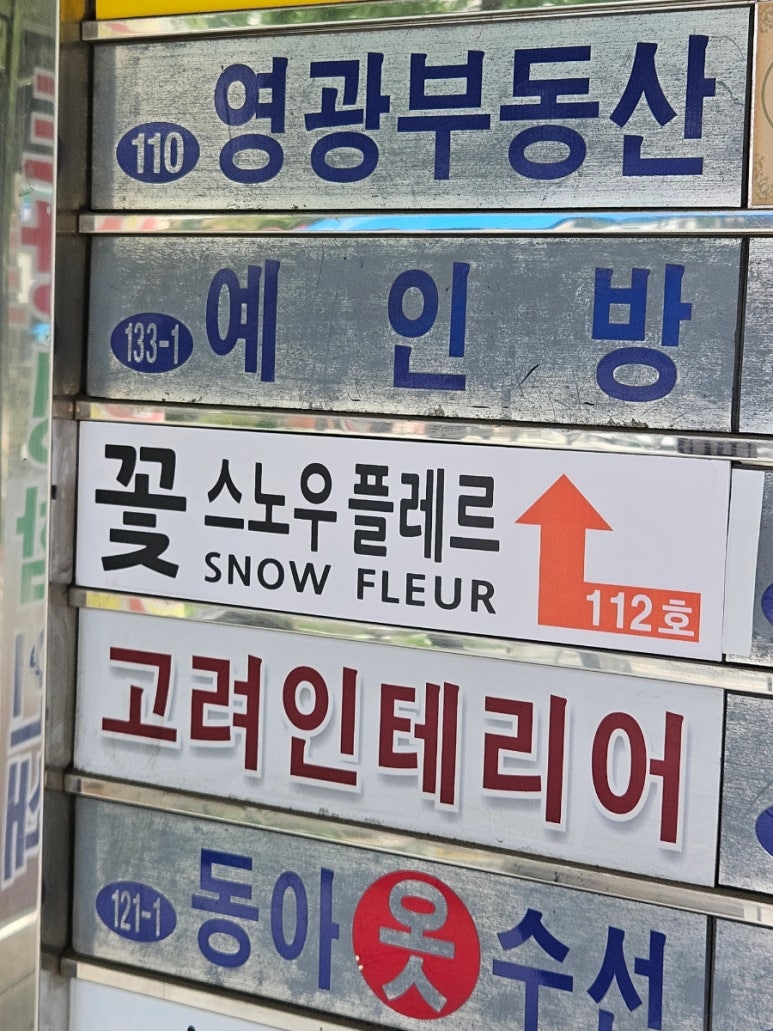 110 영광부동산
133-1 예인방
꽃 스노우플레르
SNOW FLEUR
112호
고려인테리어
121-1 동아옷수선